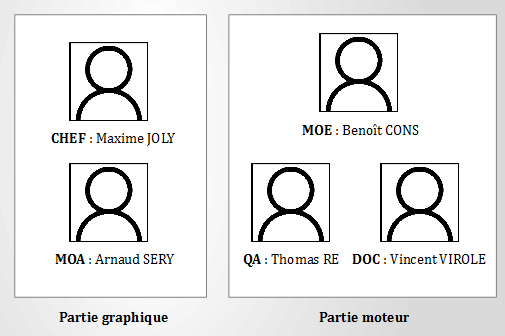 CHEF : Maxime JOLY
MOA : Arnaud SERY
Partie graphique
MOE : Benoît CONS
QA : Thomas RE
DOC : Vincent VIROLE
Partie moteur